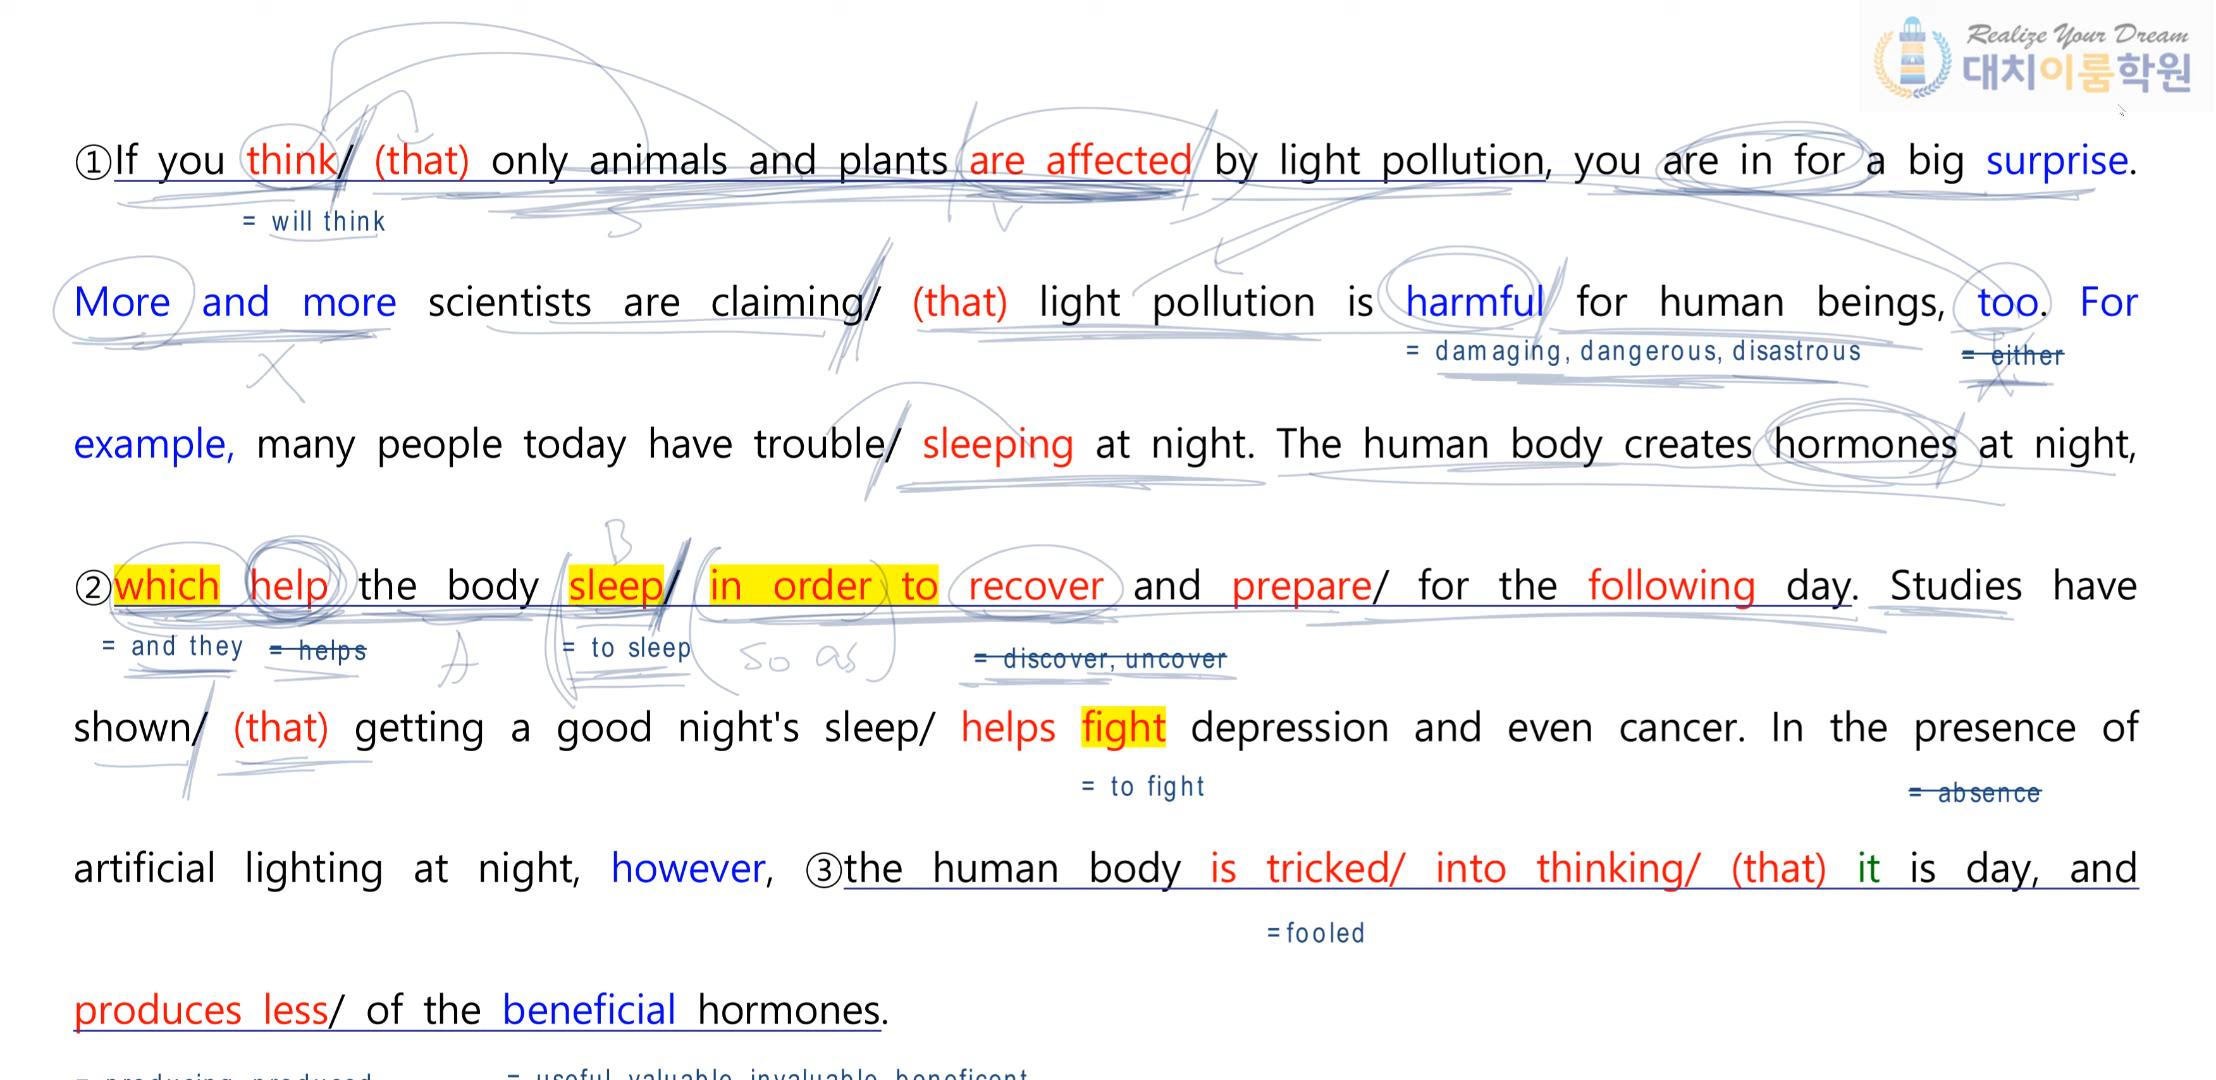 Realize Your Dream
대치이룸학원
①If you think/ (that) only animals and plants are affected by light pollution, you are in for a big surprise.
= will think
More and more scientists are claiming/ (that) light pollution is harmful for human beings, too. For
= damaging, dangerous, disastrous = either
example, many people today have trouble/ sleeping at night. The human body creates hormones at night,
B
②which help the body sleep/ in order to recover and prepare/ for the following day. Studies have
= and they = helps A = to sleep so as = discover, uncover
shown/ (that) getting a good night's sleep/ helps fight depression and even cancer. In the presence of
= to fight = absence
artificial lighting at night, however, ③the human body is tricked/ into thinking/ (that) it is day, and
=fooled
produces less/ of the beneficial hormones.
= producing, produced = useful, valuable, invaluable, beneficent